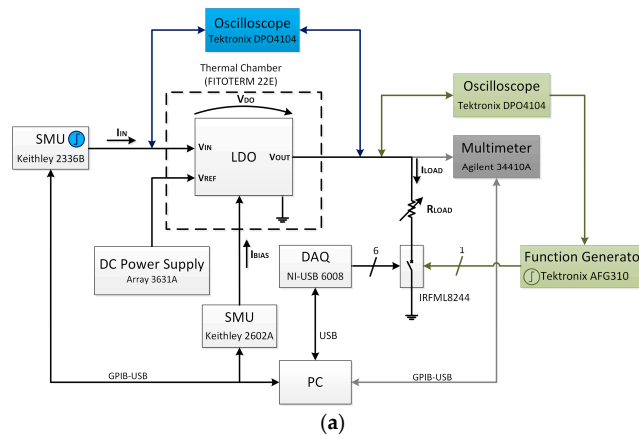 Oscilloscope
Tektronix DPO4104
Thermal Chamber
(FITOTERM 22E)
VDO
Oscilloscope
Tektronix DPO4104
SMU
Keithley 2336B
IIN
VIN
LDO
VOUT
VREF
Multimeter
Agilent 34410A
ILOAD
RLOAD
DC Power Supply
Array 3631A
IBIAS
DAQ
NI-USB 6008
6
1
Function Generator
Tektronix AFG310
IRFML8244
SMU
Keithley 2602A
USB
GPIB-USB
PC
GPIB-USB
(a)